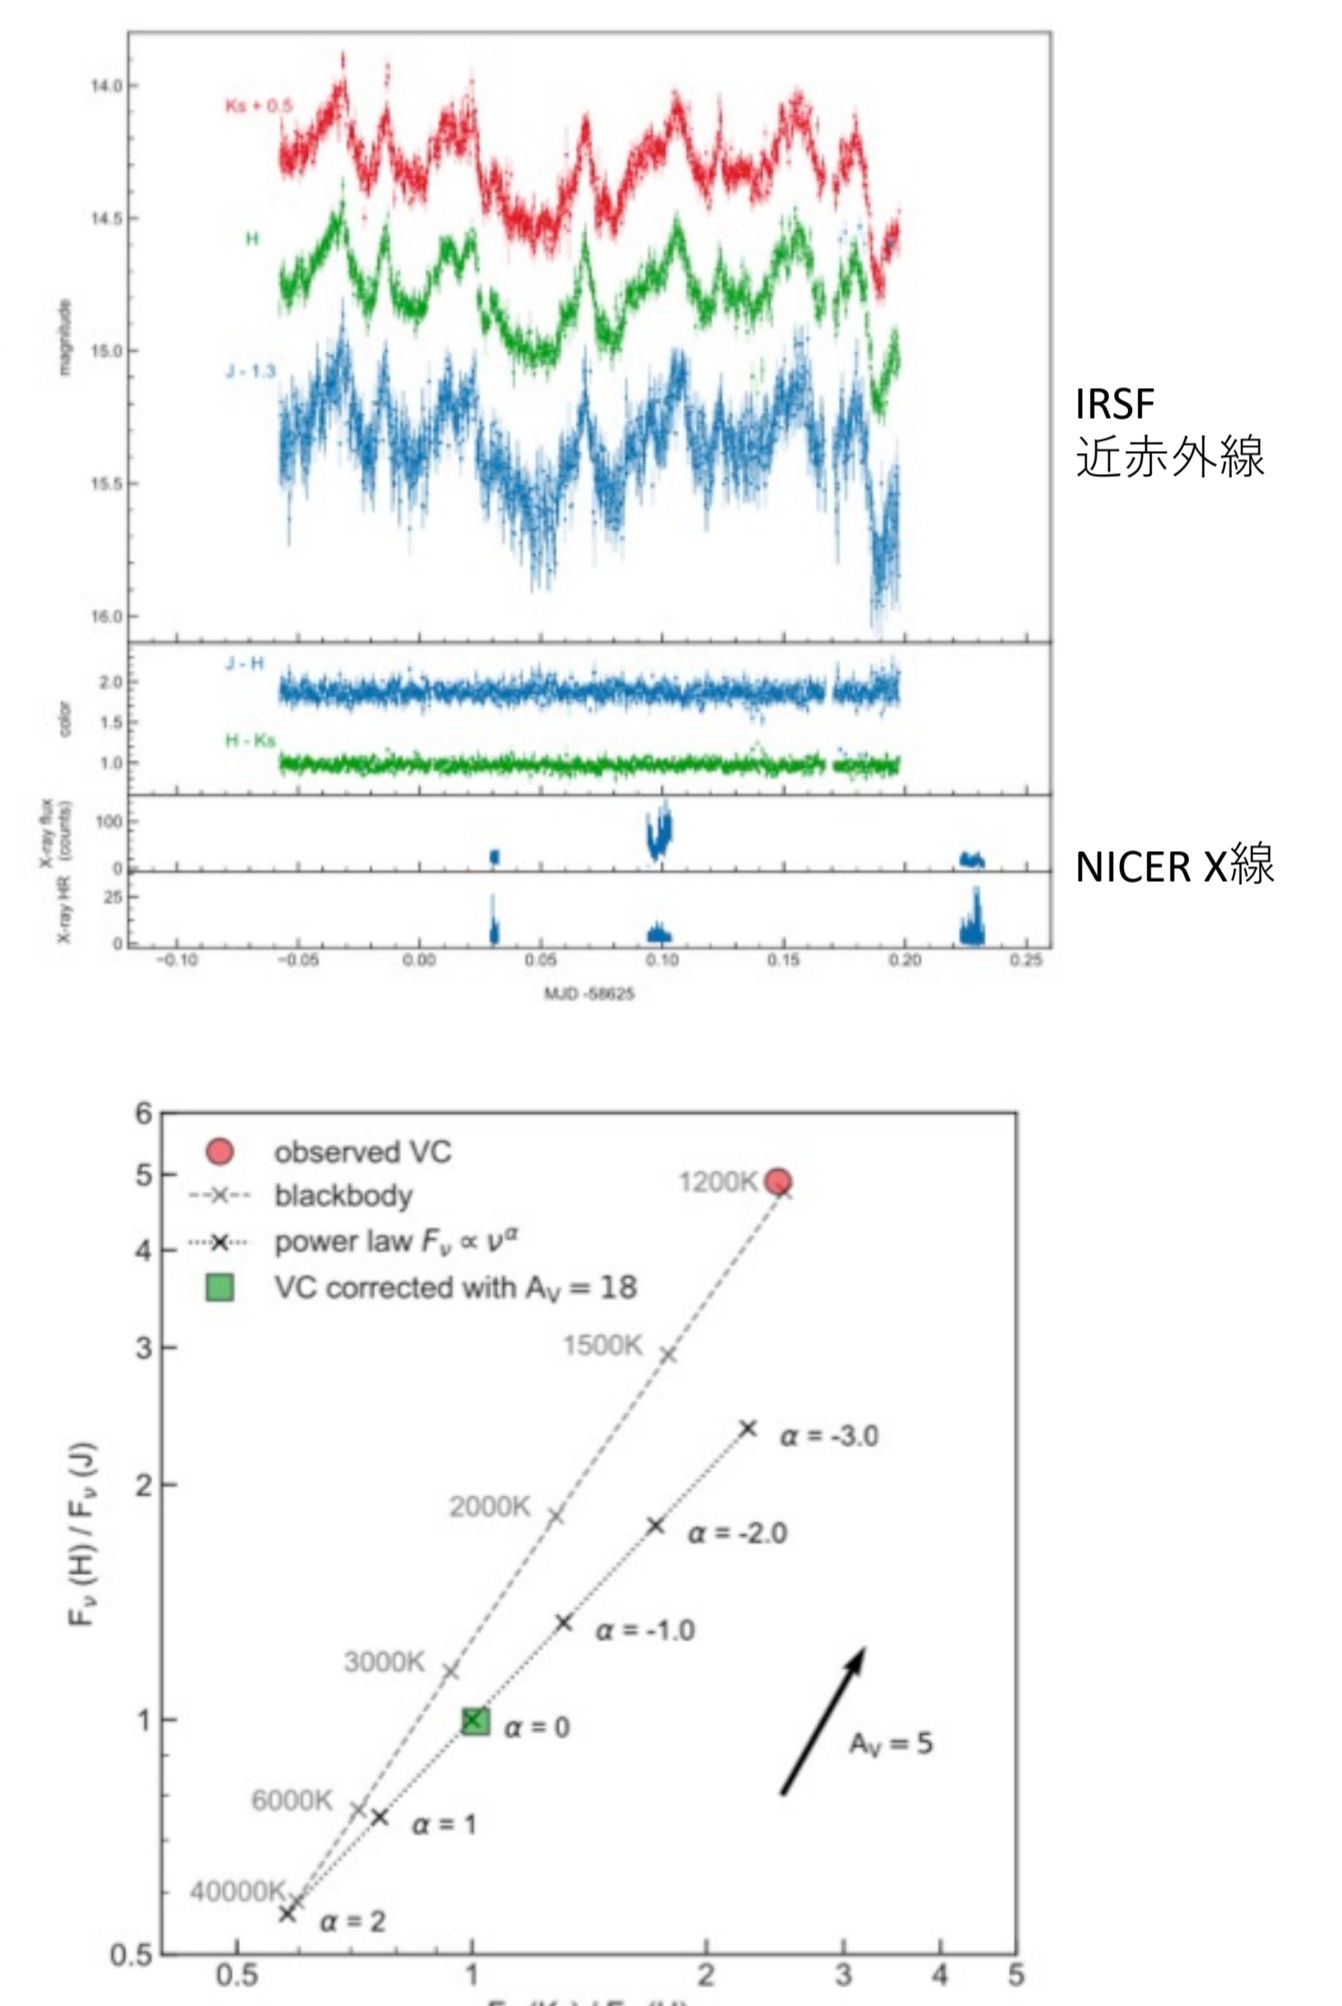 14.0
Ks + 0.5
14.5
H
magnitude
15.0
J - 1.3
15.5
16.0
IRSF
近赤外線
J - H
2.0
color
1.5
H - Ks
1.0
X-ray flux
(counts)
100
0
NICER X線
X-ray HR
25
0
−0.10 −0.05 0.00 0.05 0.10 0.15 0.20 0.25
MJD -58625
6
observed VC
5
1200K
blackbody
4
power law Fν ∝ ν^α
VC corrected with AV = 18
3
1500K
α = -3.0
Fν (H) / Fν (J)
2
2000K
α = -2.0
α = -1.0
3000K
1
α = 0
AV = 5
6000K
α = 1
40000K
α = 2
0.5
0.5 1 2 3 4 5